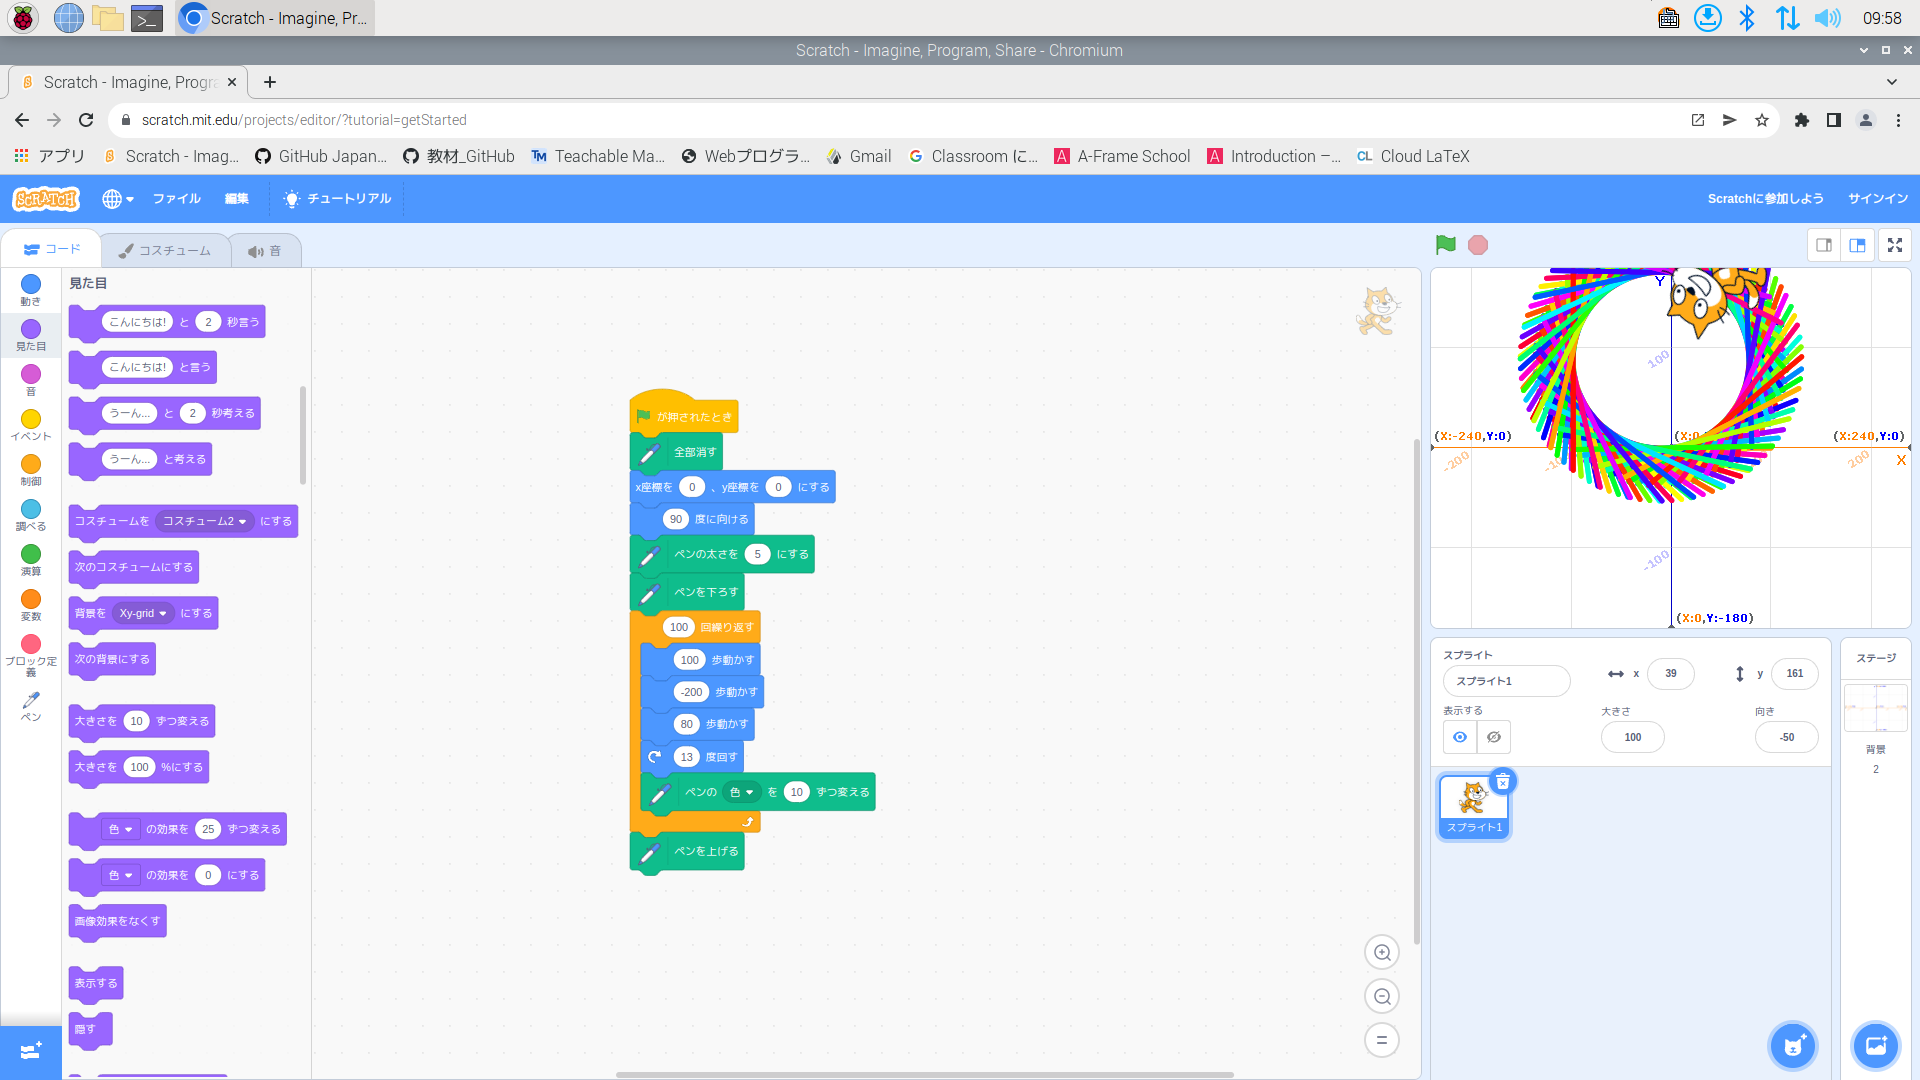 Scratch - Imagine, Pr...
09:58
Scratch - Imagine, Program, Share - Chromium
Scratch - Imagine, Progra
scratch.mit.edu/projects/editor/?tutorial=getStarted
アプリ Scratch - Imag... GitHub Japan... 教材_GitHub Teachable Ma... Webプログラ... Gmail Classroom に... A-Frame School Introduction –... Cloud LaTeX
SCRATCH ファイル 編集 チュートリアル Scratchに参加しよう サインイン
コード コスチューム 音
動き
見た目
音
イベント
制御
調べる
演算
変数
ブロック定
義
ペン
見た目
こんにちは! と 2 秒言う
こんにちは! と言う
うーん... と 2 秒考える
うーん... と考える
コスチュームを コスチューム2 にする
次のコスチュームにする
背景を Xy-grid にする
次の背景にする
大きさを 10 ずつ変える
大きさを 100 %にする
色 の効果を 25 ずつ変える
色 の効果を 0 にする
画像効果をなくす
表示する
隠す
が押されたとき
全部消す
x座標を 0 、y座標を 0 にする
90 度に向ける
ペンの太さを 5 にする
ペンを下ろす
100 回繰り返す
100 歩動かす
-200 歩動かす
80 歩動かす
13 度回す
ペンの 色 を 10 ずつ変える
ペンを上げる
Y
100
(X:-240,Y:0) (X:0 (X:240,Y:0)
-200 200 X
-100
(X:0,Y:-180)
スプライト
スプライト1 x 39 y 161
表示する 大きさ 向き
100 -50
スプライト1
ステージ
背景
2